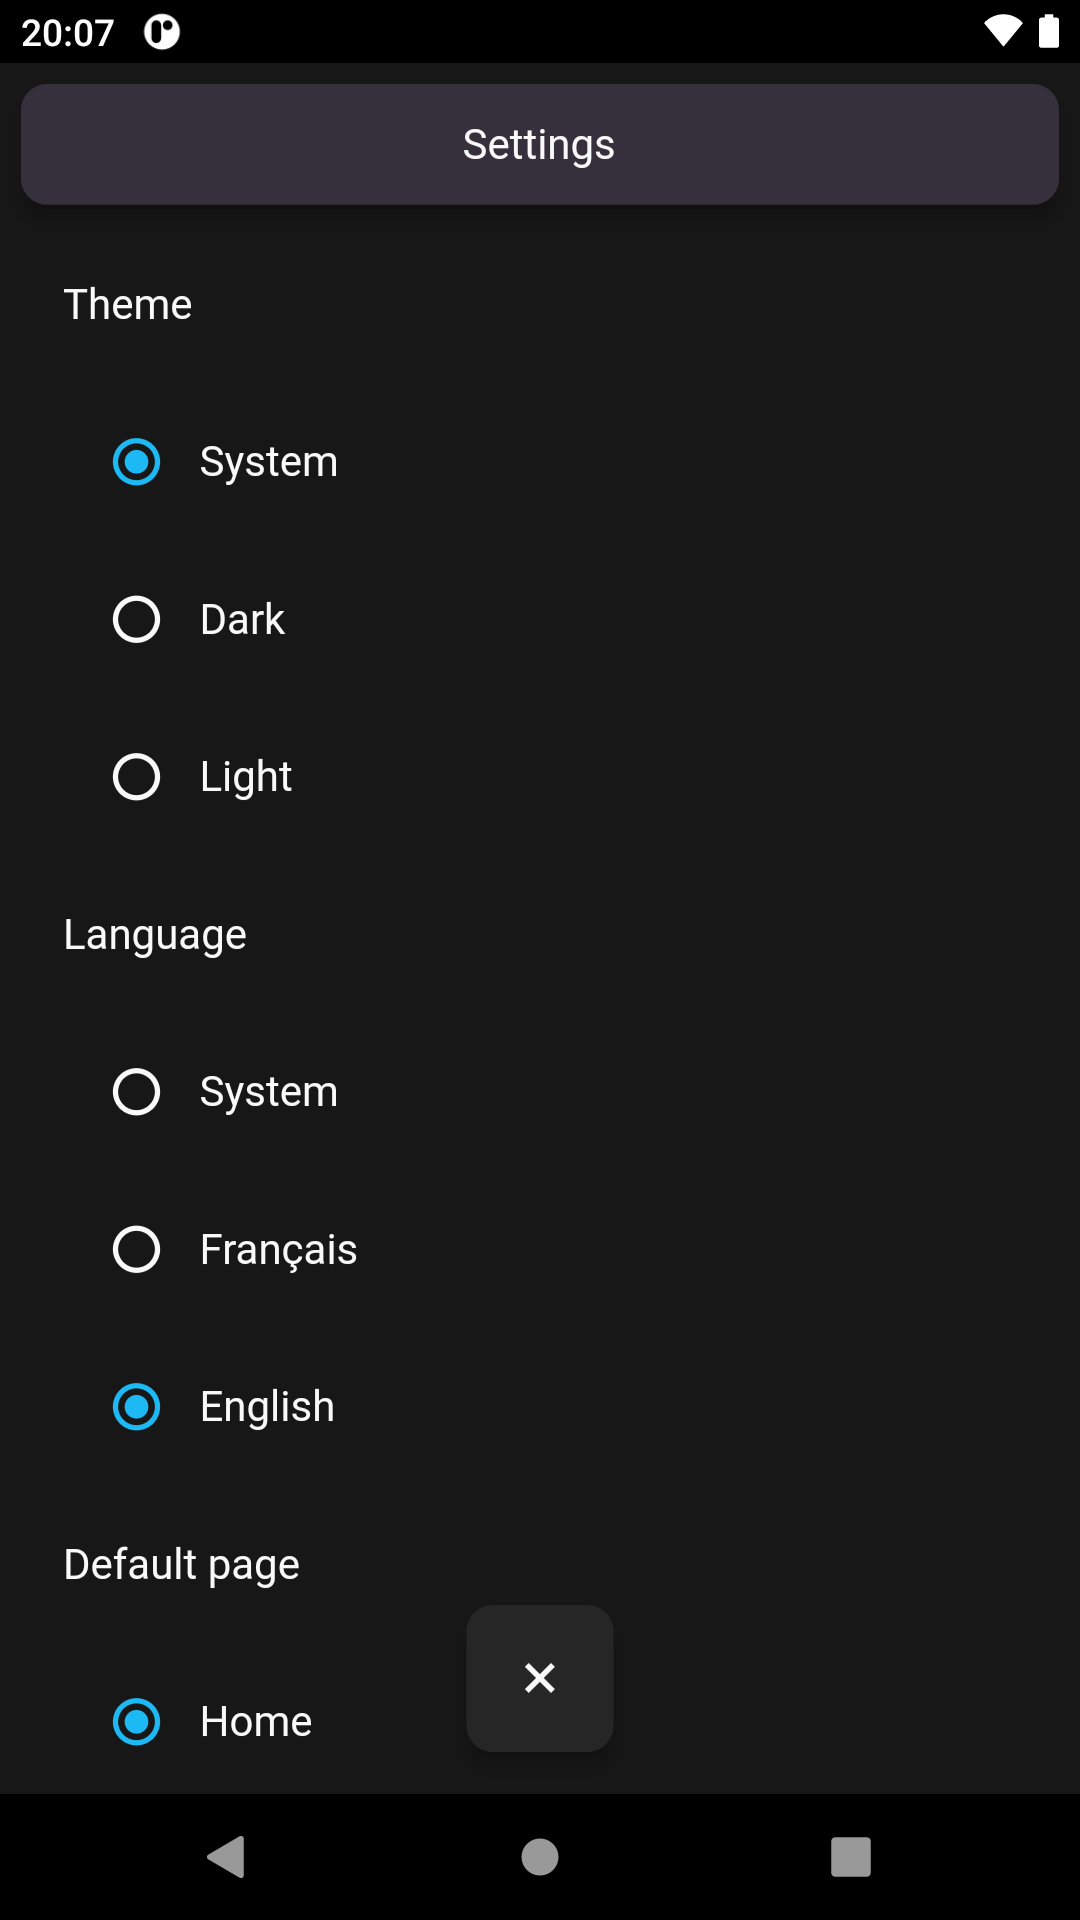 20:07
Settings
Theme
System
Dark
Light
Language
System
Français
English
Default page
Home